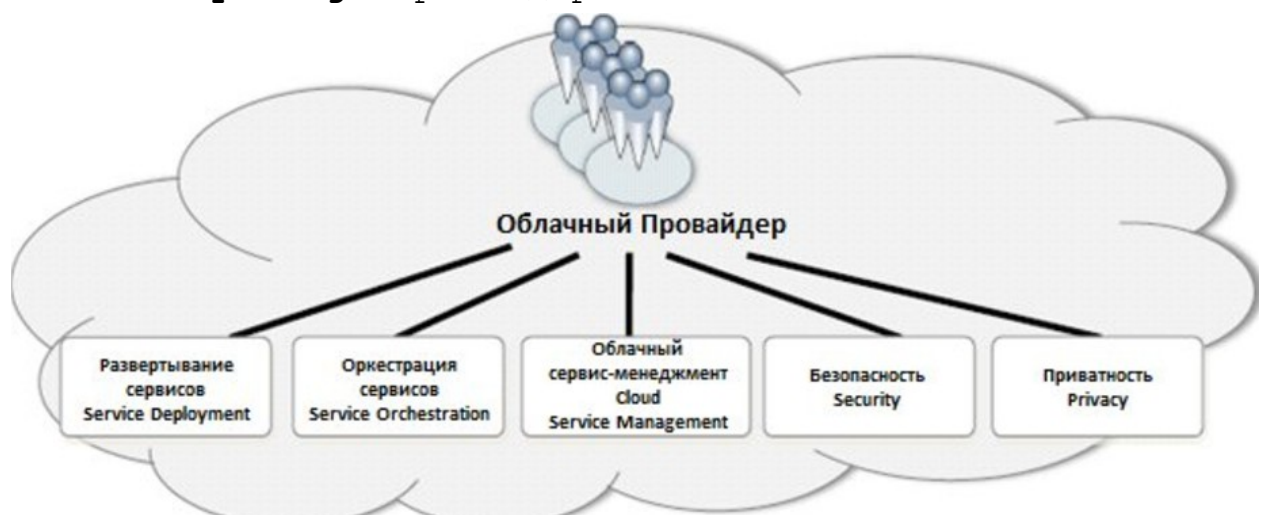 Облачный Провайдер
Развертывание
сервисов
Service Deployment
Оркестрация
сервисов
Service Orchestration
Облачный
сервис-менеджмент
Cloud
Service Management
Безопасность
Security
Приватность
Privacy